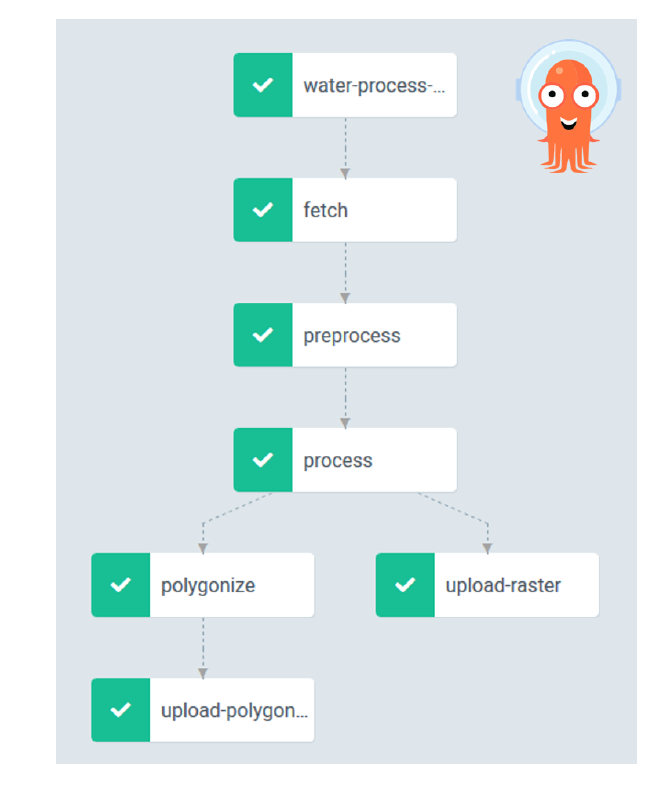 water-process-...
fetch
preprocess
process
polygonize
upload-raster
upload-polygon...